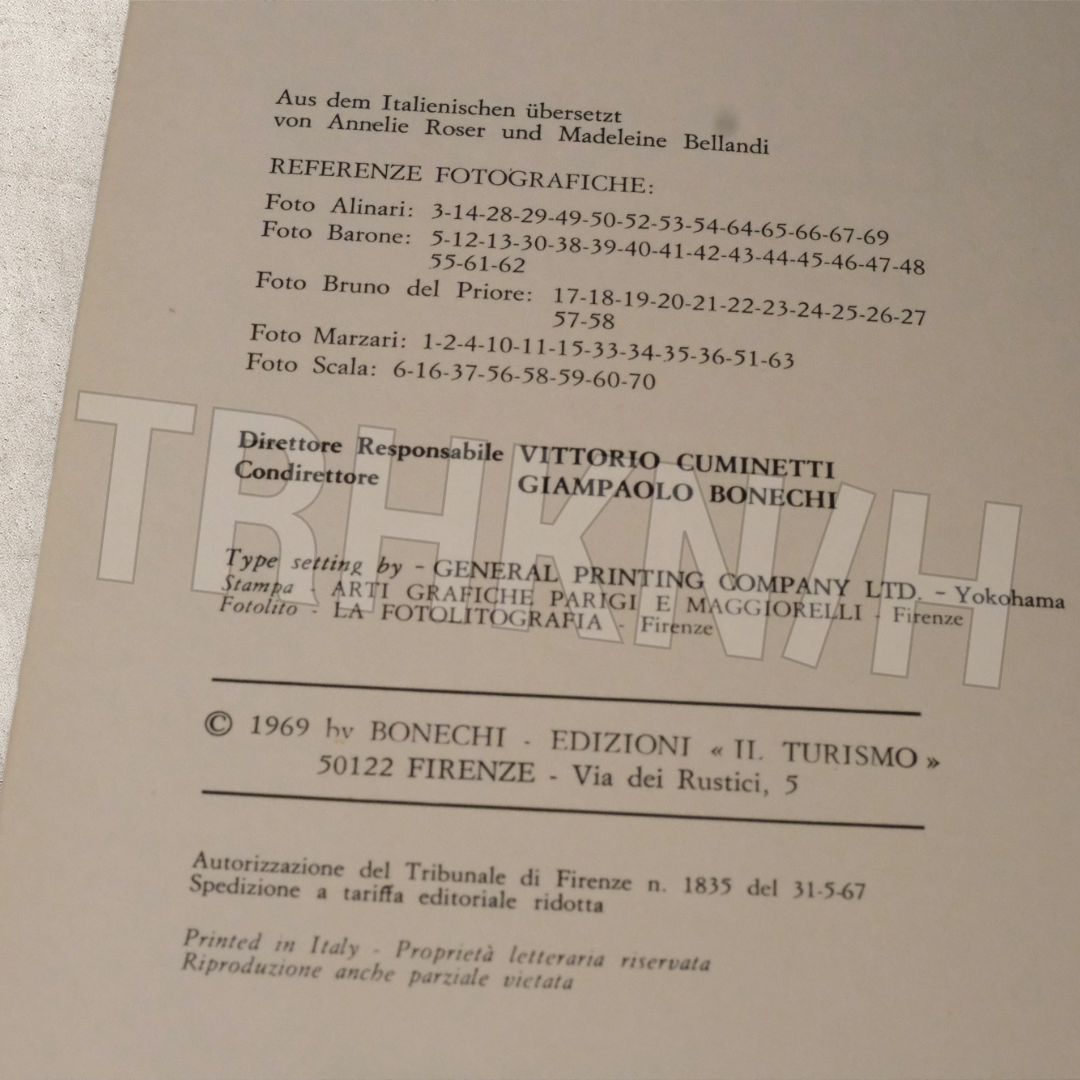 Aus dem Italienischen übersetzt
von Annelie Roser und Madeleine Bellandi
REFERENZE FOTOGRAFICHE:
Foto Alinari: 3-14-28-29-49-50-52-53-54-64-65-66-67-69
Foto Barone: 5-12-13-30-38-39-40-41-42-43-44-45-46-47-48
55-61-62
Foto Bruno del Priore: 17-18-19-20-21-22-23-24-25-26-27
57-58
Foto Marzari: 1-2-4-10-11-15-33-34-35-36-51-63
Foto Scala: 6-16-37-56-58-59-60-70
TBHKN/H
Direttore Responsabile VITTORIO CUMINETTI
Condirettore GIAMPAOLO BONECHI
Type setting by - GENERAL PRINTING COMPANY LTD. - Yokohama
Stampa - ARTI GRAFICHE PARIGI E MAGGIORELLI - Firenze
Fotolito - LA FOTOLITOGRAFIA - Firenze
© 1969 by BONECHI - EDIZIONI « IL TURISMO »
50122 FIRENZE - Via dei Rustici, 5
Autorizzazione del Tribunale di Firenze n. 1835 del 31-5-67
Spedizione a tariffa editoriale ridotta
Printed in Italy - Proprietà letteraria riservata
Riproduzione anche parziale vietata